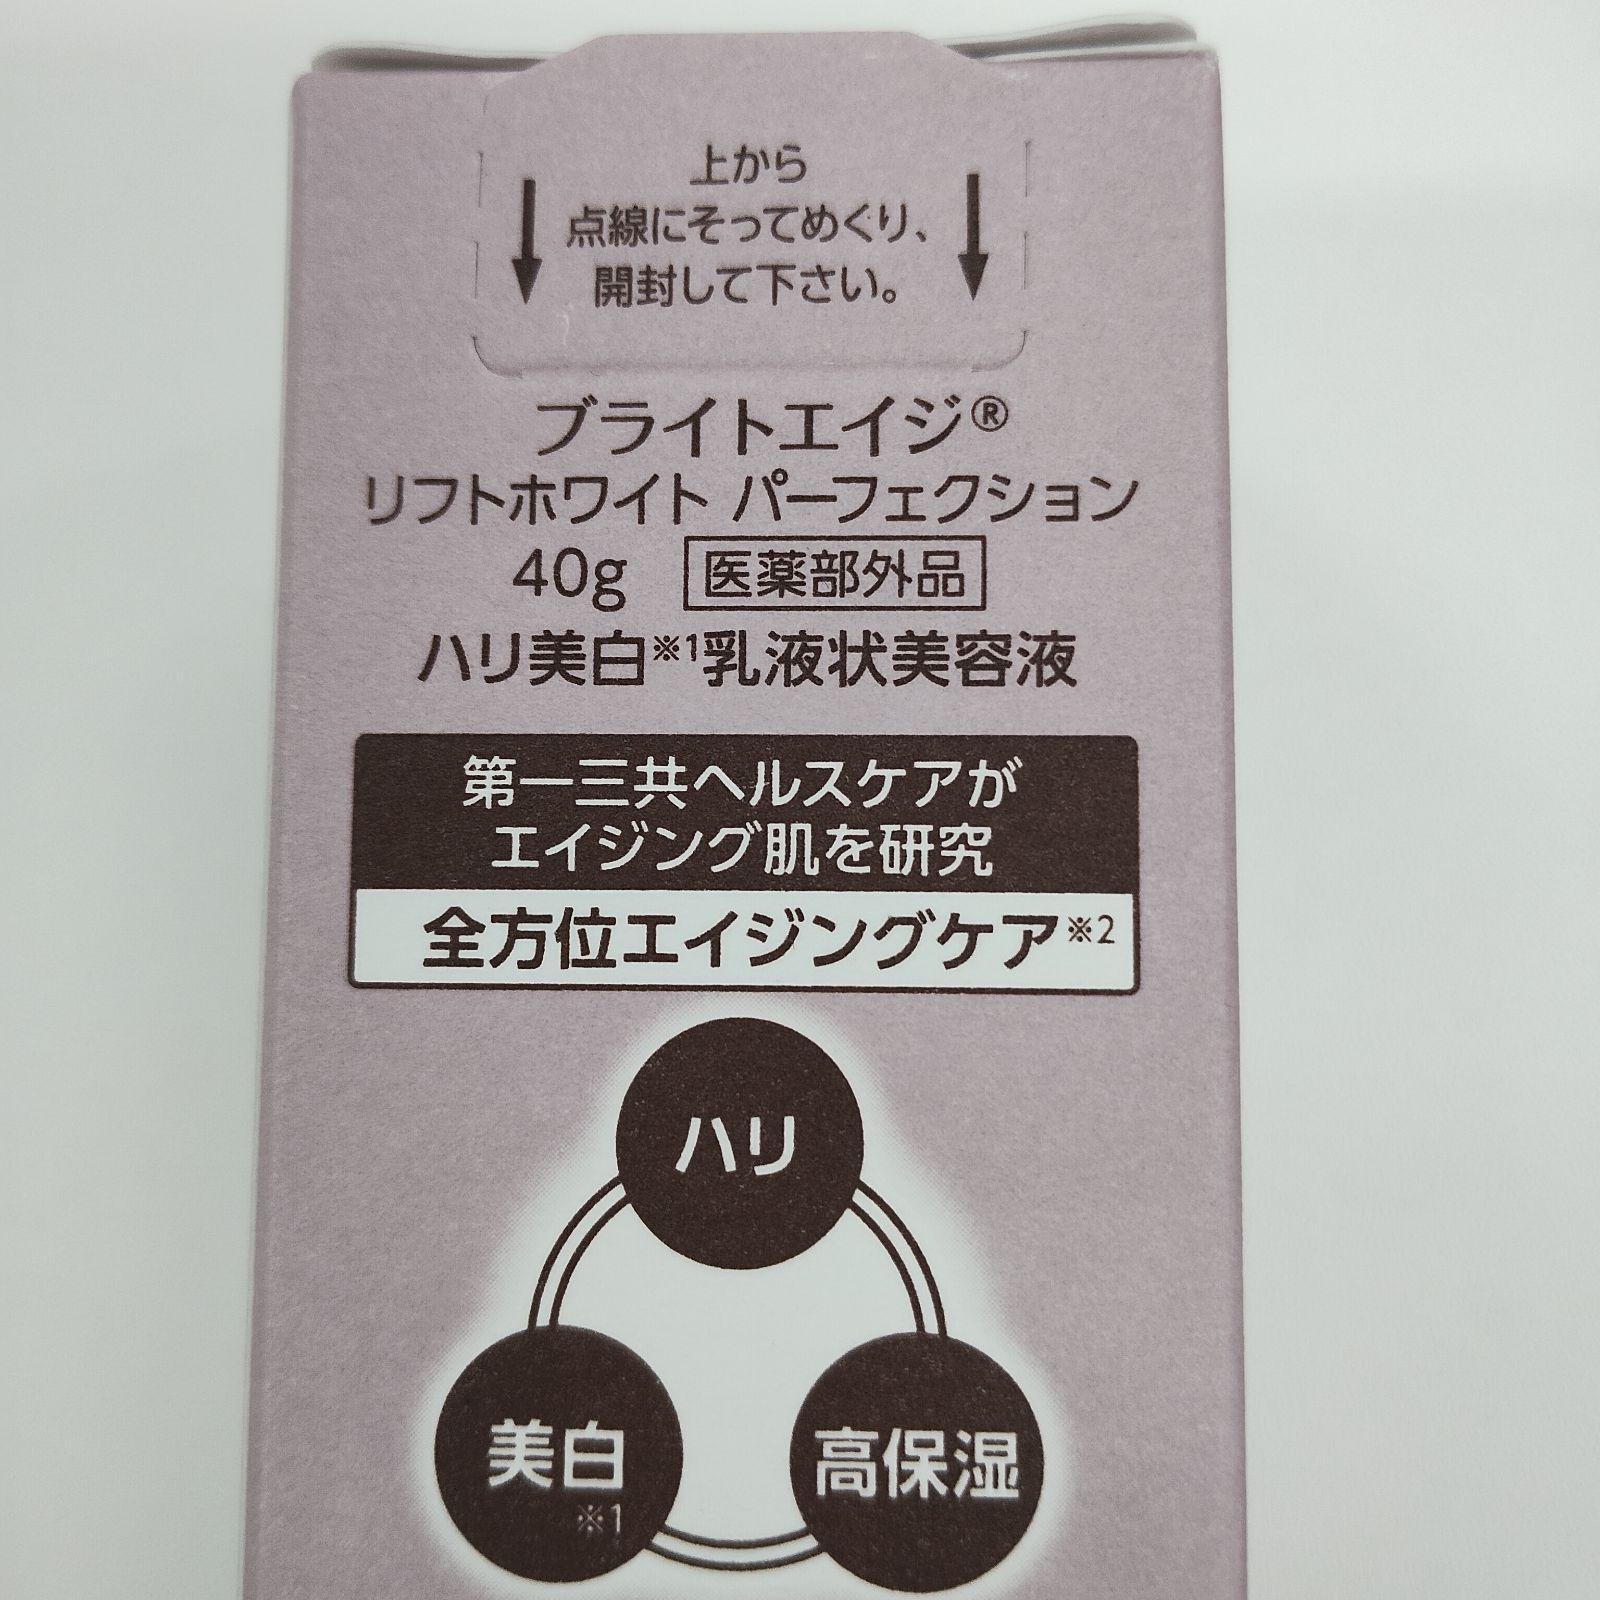 上から
点線にそってめくり、
開封して下さい。
ブライトエイジ®
リフトホワイト パーフェクション
40g 医薬部外品
ハリ美白※1乳液状美容液
第一三共ヘルスケアが
エイジング肌を研究
全方位エイジングケア※2
ハリ
美白
※1
高保湿